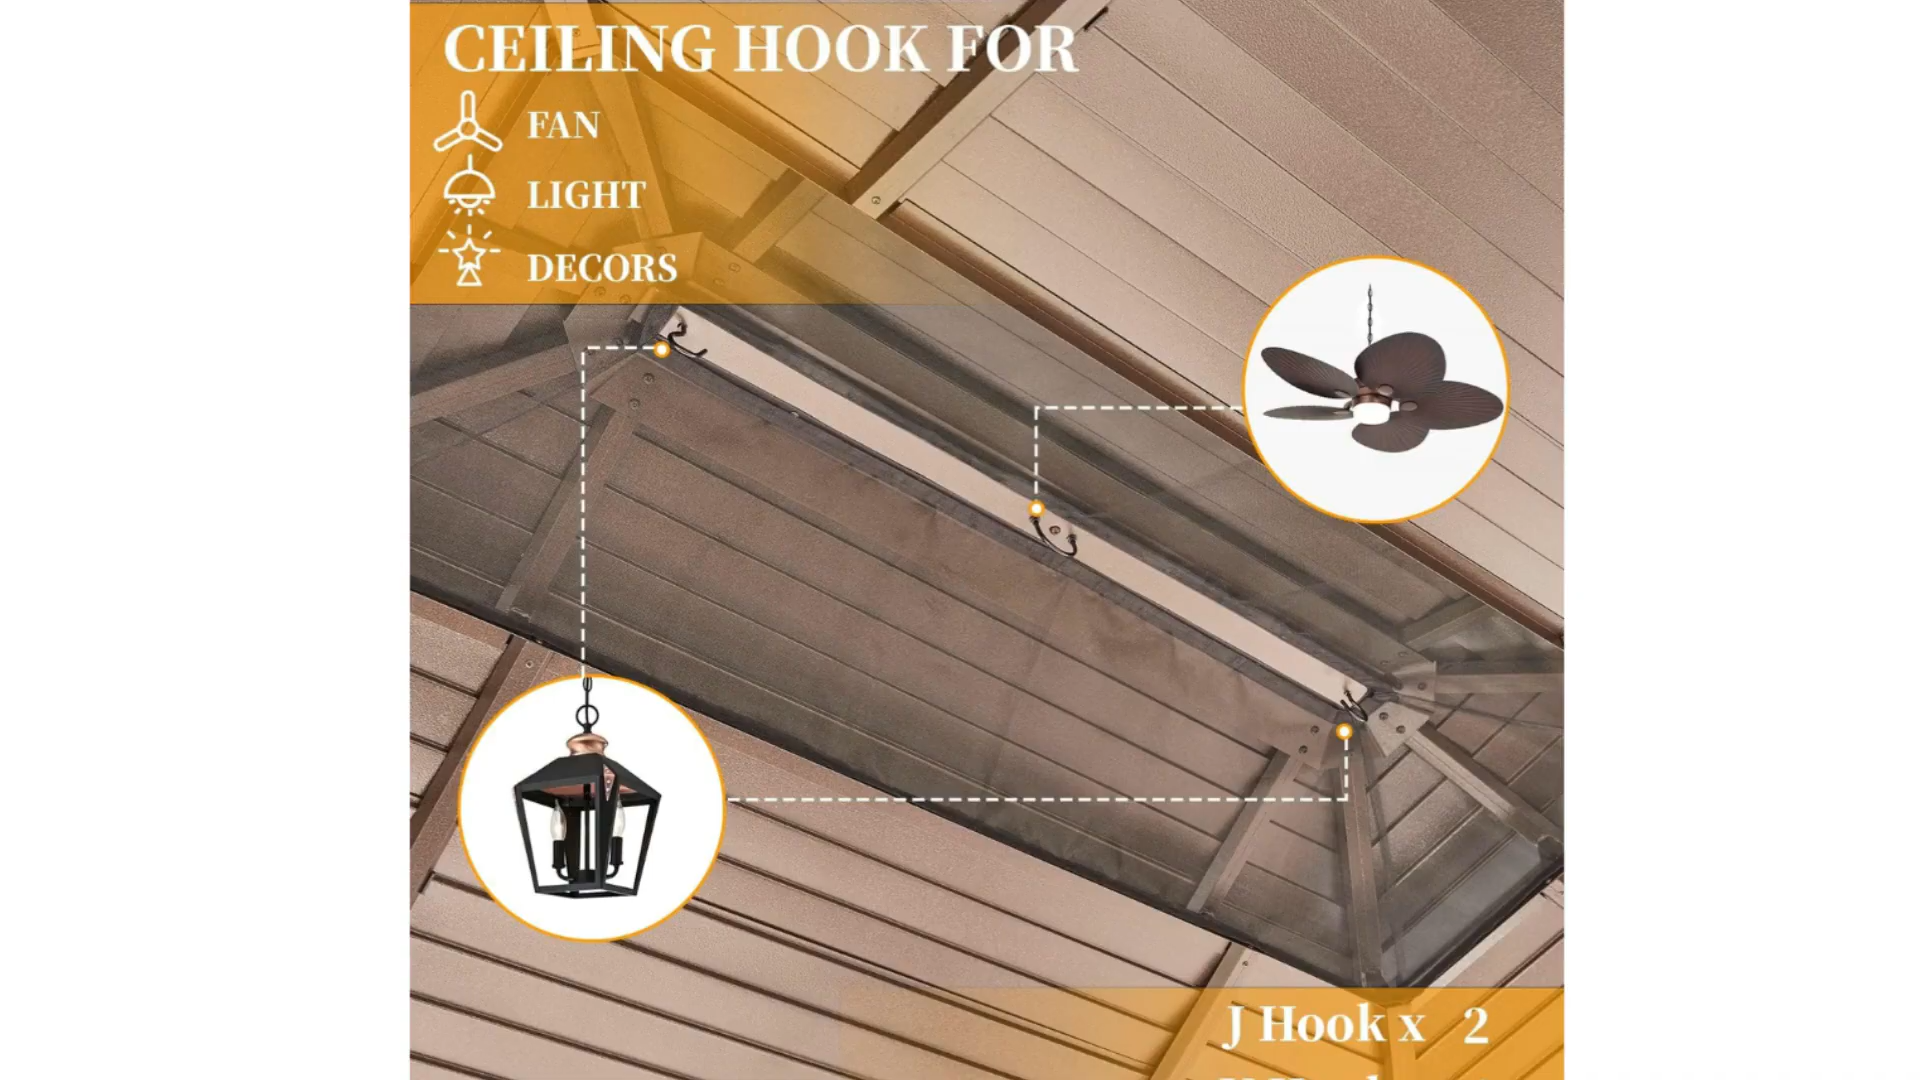 CEILING HOOK FOR
FAN
LIGHT
DECORS
J Hook x 2